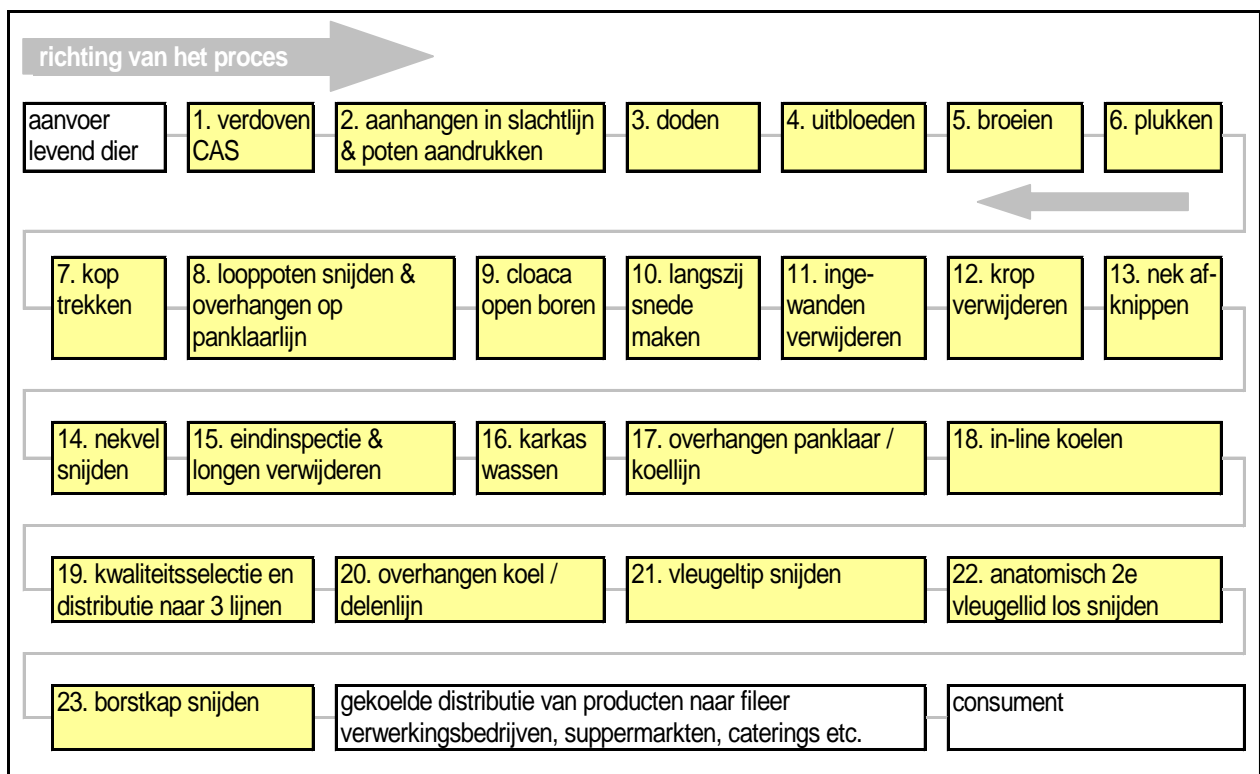 richting van het proces
aanvoer
levend dier
1. verdoven
CAS
2. aanhangen in slachtlijn
& poten aandrukken
3. doden
4. uitbloeden
5. broeien
6. plukken
7. kop
trekken
8. looppoten snijden &
overhangen op
panklaarlijn
9. cloaca
open boren
10. langszij
snede
maken
11. inge-
wanden
verwijderen
12. krop
verwijderen
13. nek af-
knippen
14. nekvel
snijden
15. eindinspectie &
longen verwijderen
16. karkas
wassen
17. overhangen panklaar /
koellijn
18. in-line koelen
19. kwaliteitsselectie en
distributie naar 3 lijnen
20. overhangen koel /
delenlijn
21. vleugeltip snijden
22. anatomisch 2e
vleugellid los snijden
23. borstkap snijden
gekoelde distributie van producten naar fileer
verwerkingsbedrijven, suppermarkten, caterings etc.
consument